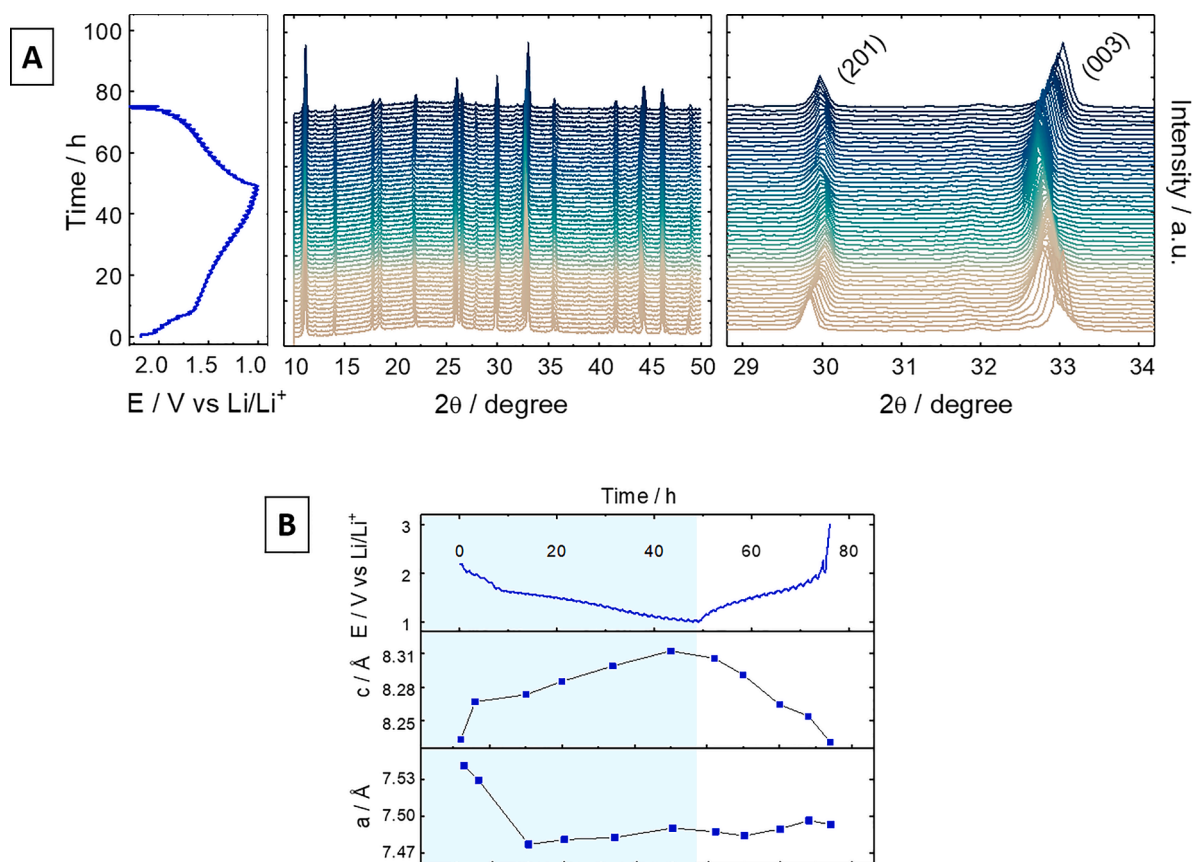 A
Time / h
100
80
60
40
20
0
2.0 1.5 1.0
E / V vs Li/Li⁺
10 15 20 25 30 35 40 45 50
2θ / degree
(201)
(003)
29 30 31 32 33 34
2θ / degree
Intensity / a.u.
B
Time / h
0 20 40 60 80
E / V vs Li/Li⁺
3
2
1
c / Å
8.31
8.28
8.25
a / Å
7.53
7.50
7.47